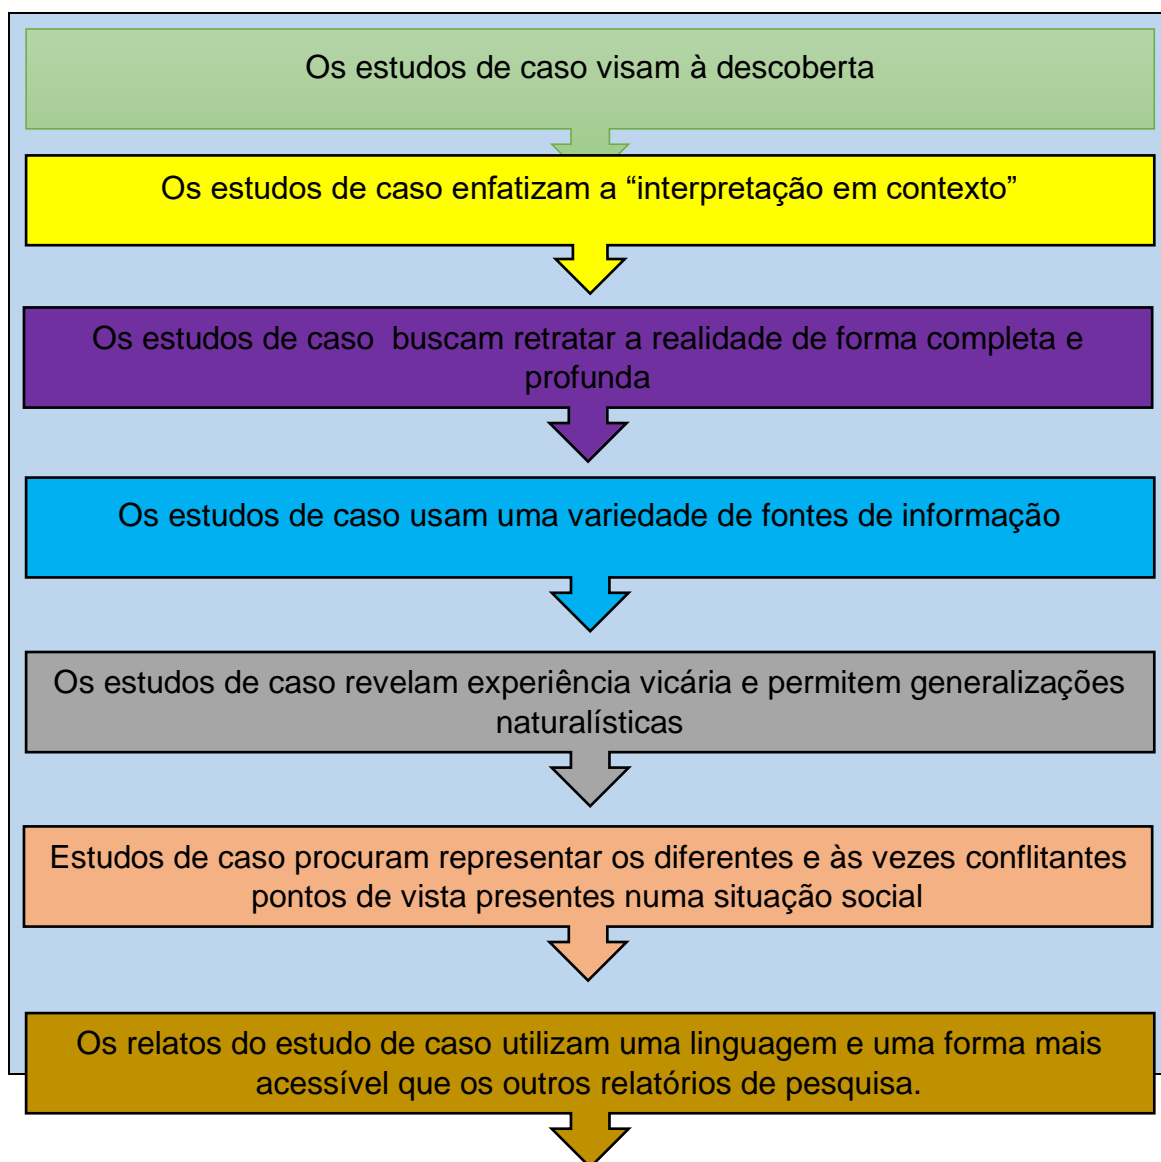 Os estudos de caso visam à descoberta
Os estudos de caso enfatizam a “interpretação em contexto”
Os estudos de caso  buscam retratar a realidade de forma completa e
profunda
Os estudos de caso usam uma variedade de fontes de informação
Os estudos de caso revelam experiência vicária e permitem generalizações
naturalísticas
Estudos de caso procuram representar os diferentes e às vezes conflitantes
pontos de vista presentes numa situação social
Os relatos do estudo de caso utilizam uma linguagem e uma forma mais
acessível que os outros relatórios de pesquisa.